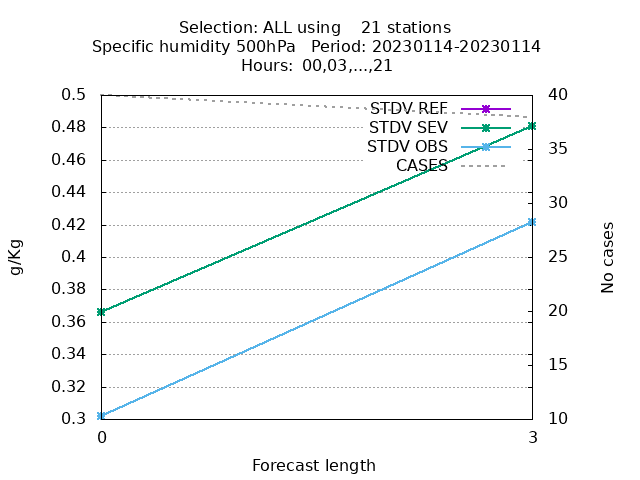 Selection: ALL using    21 stations
Specific humidity 500hPa   Period: 20230114-20230114
Hours:  00,03,...,21
0.5
0.48
0.46
0.44
0.42
0.4
0.38
0.36
0.34
0.32
0.3
g/Kg
STDV REF
STDV SEV
STDV OBS
CASES
40
35
30
25
20
15
10
No cases
0
3
Forecast length